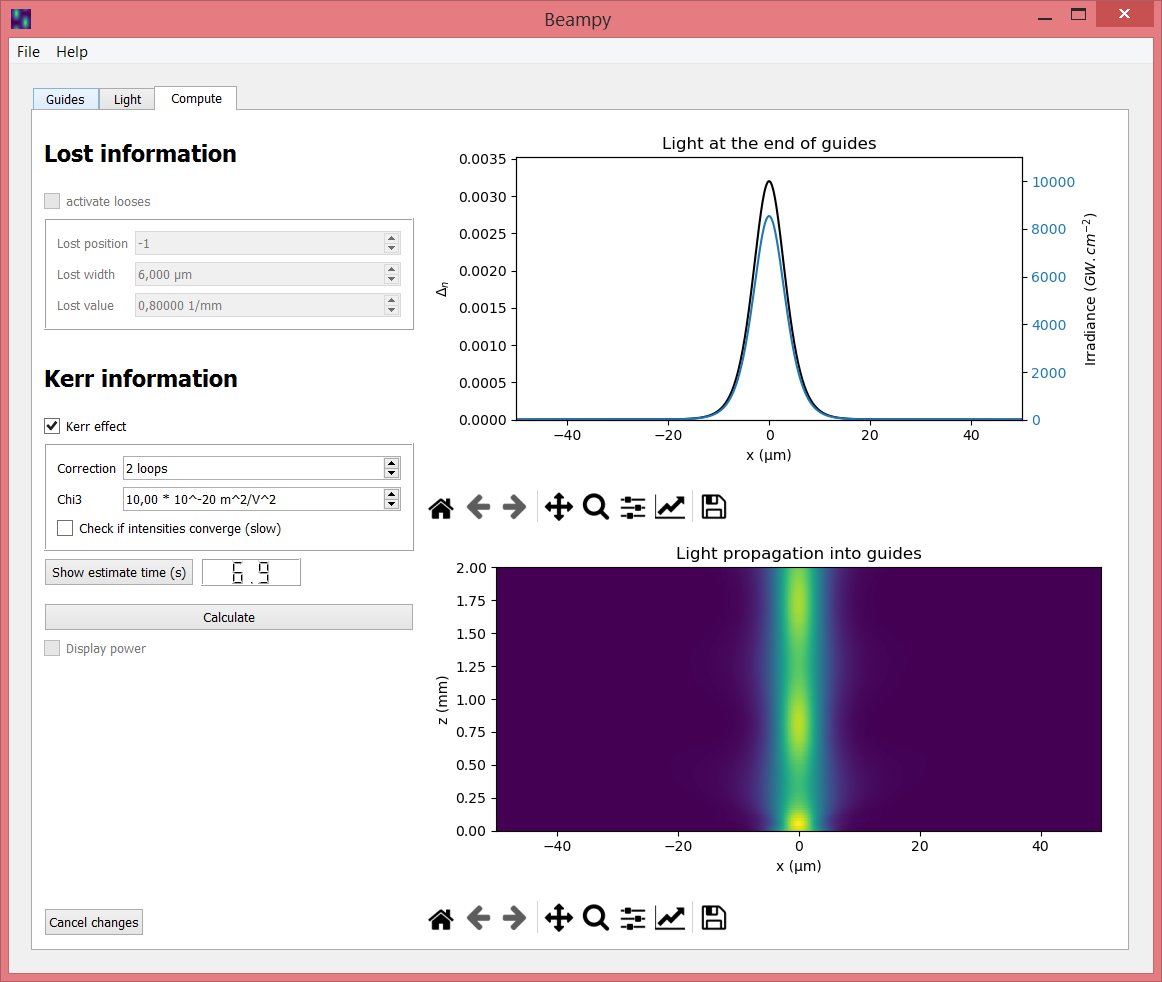 Beampy
File Help
Guides Light Compute
Lost information
activate looses
Lost position -1
Lost width 6,000 µm
Lost value 0,80000 1/mm
Kerr information
Kerr effect
Correction 2 loops
Chi3 10,00 * 10^-20 m^2/V^2
Check if intensities converge (slow)
Show estimate time (s) 6.9
Calculate
Display power
Cancel changes
Light at the end of guides
0.0035
0.0030
0.0025
0.0020
0.0015
0.0010
0.0005
0.0000
Δn
10000
8000
6000
4000
2000
0
Irradiance (GW.cm−2)
−40 −20 0 20 40
x (µm)
Light propagation into guides
2.00
1.75
1.50
1.25
1.00
0.75
0.50
0.25
0.00
z (mm)
−40 −20 0 20 40
x (µm)